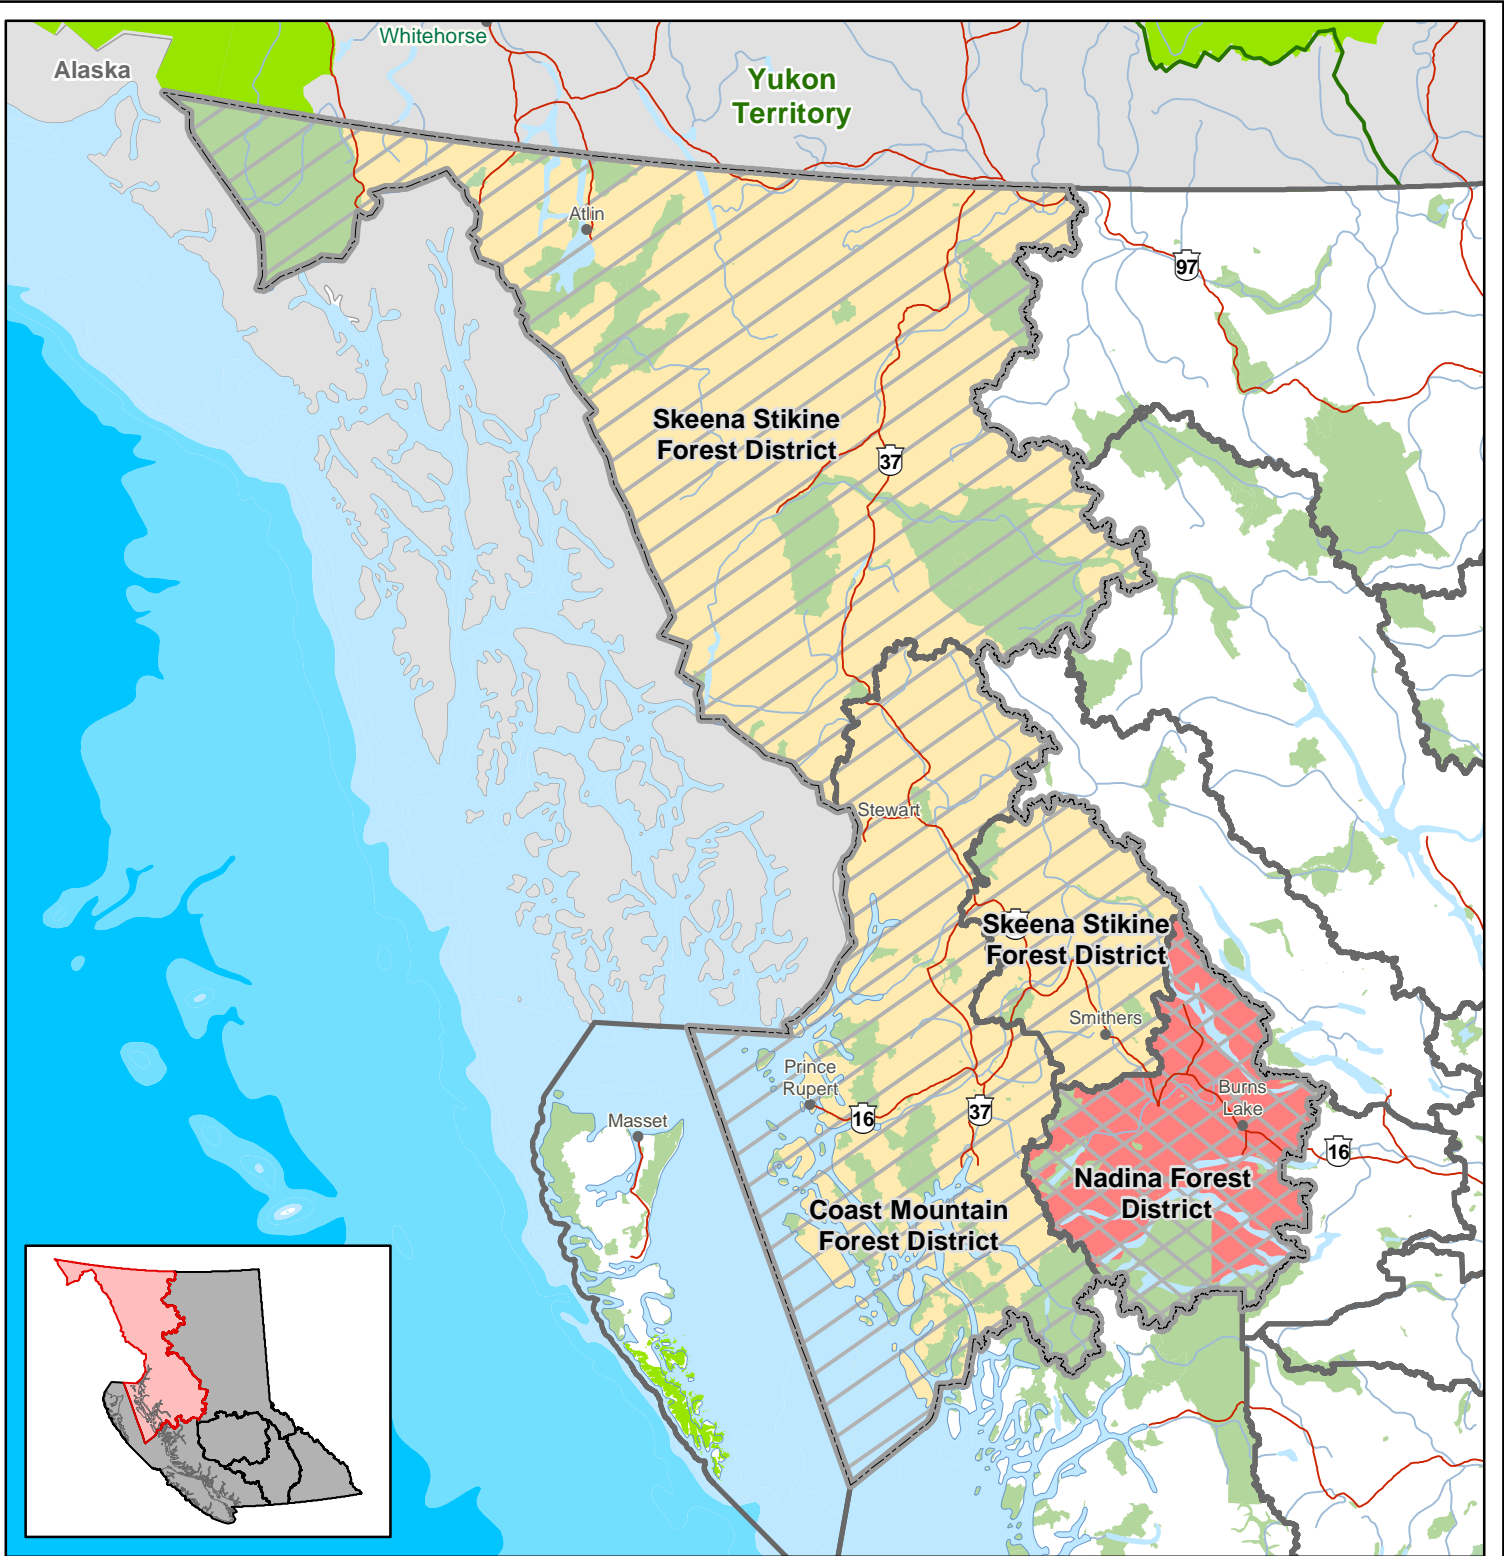 Whitehorse
Alaska
Yukon
Territory
Atlin
97
Skeena Stikine
Forest District
37
Stewart
Skeena Stikine
Forest District
Smithers
Prince
Rupert
Burns
Lake
16
37
Masset
16
Nadina Forest
District
Coast Mountain
Forest District